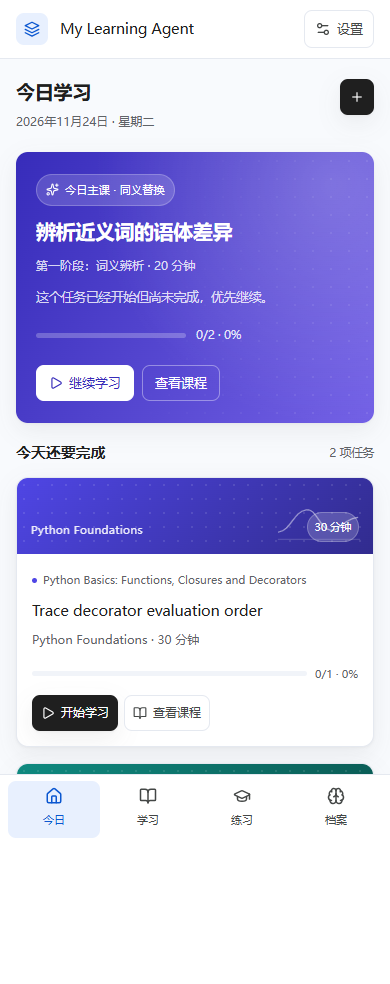 My Learning Agent
设置
今日学习
2026年11月24日 · 星期二
今日主课 · 同义替换
辨析近义词的语体差异
第一阶段：词义辨析 · 20 分钟
这个任务已经开始但尚未完成，优先继续。
0/2 · 0%
继续学习
查看课程
今天还要完成
2 项任务
Python Foundations
30 分钟
Python Basics: Functions, Closures and Decorators
Trace decorator evaluation order
Python Foundations · 30 分钟
0/1 · 0%
开始学习
查看课程
今日
学习
练习
档案